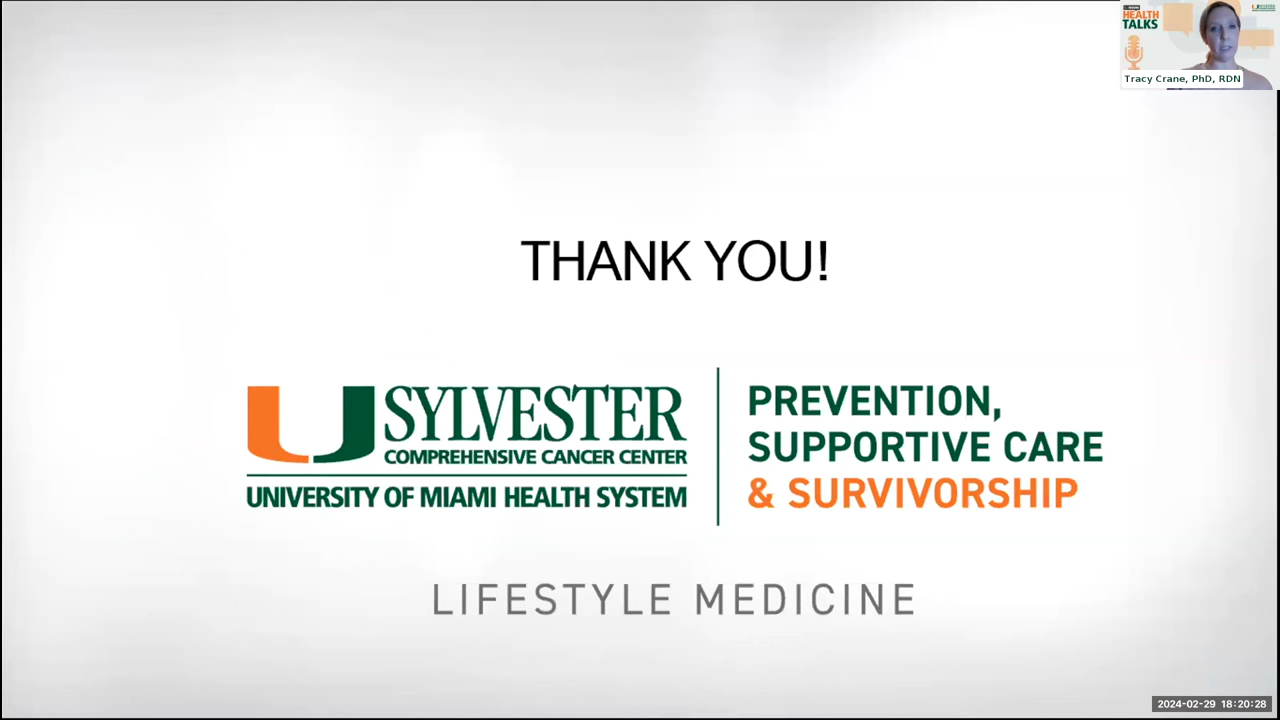 HEALTH
TALKS
Tracy Crane, PhD, RDN
THANK YOU!
SYLVESTER
COMPREHENSIVE CANCER CENTER
UNIVERSITY OF MIAMI HEALTH SYSTEM
PREVENTION,
SUPPORTIVE CARE
& SURVIVORSHIP
LIFESTYLE MEDICINE
2024-02-29 18:20:28